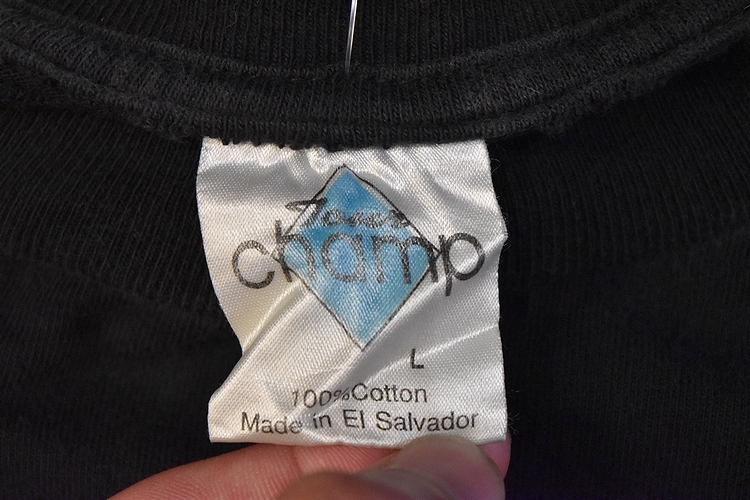 Tour
champ
L
100% Cotton
Made in El Salvador